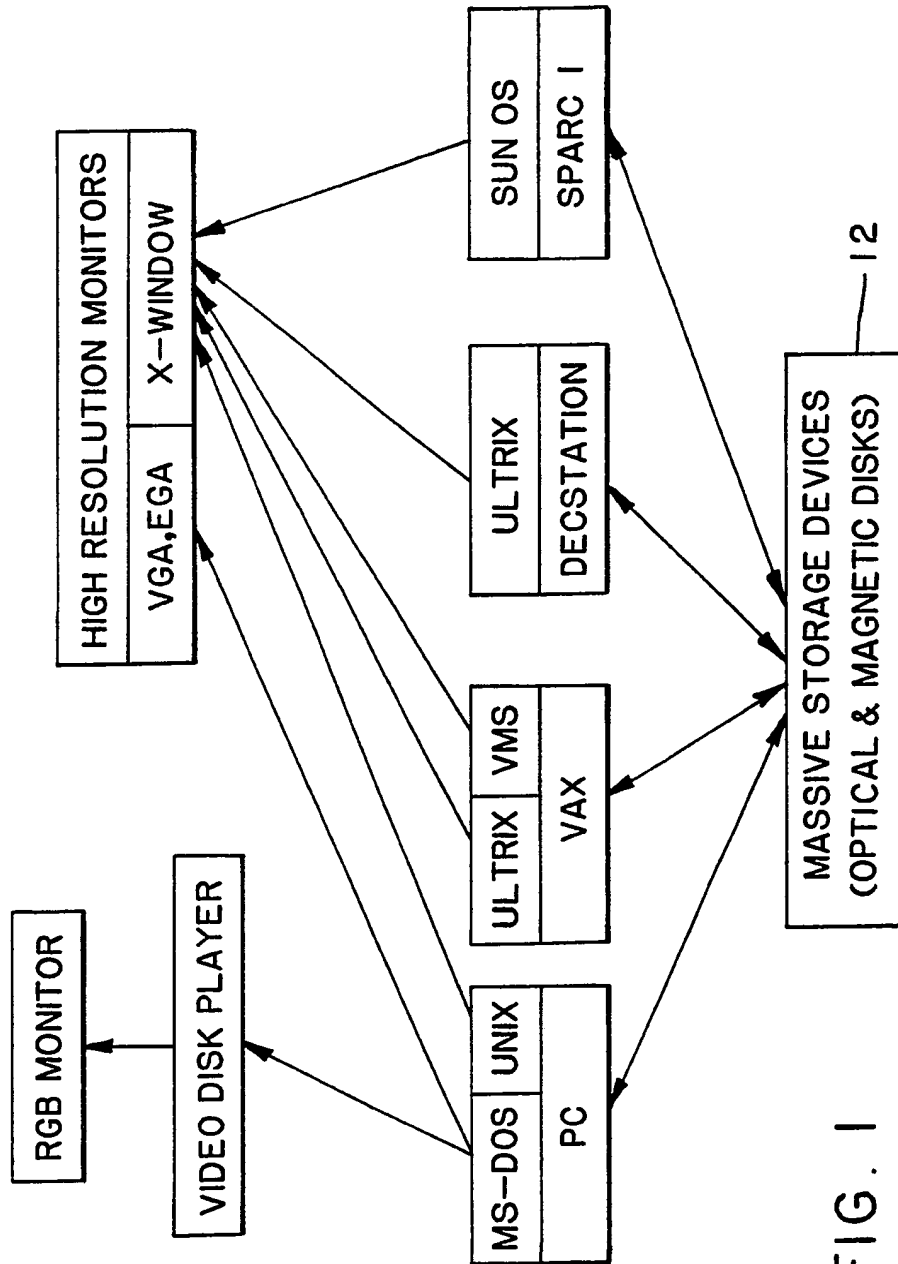 RGB MONITOR
VIDEO DISK PLAYER
HIGH RESOLUTION MONITORS
VGA,EGA
X-WINDOW
MS-DOS
UNIX
PC
ULTRIX
VMS
VAX
ULTRIX
DECSTATION
SUN OS
SPARC I
MASSIVE STORAGE DEVICES
(OPTICAL & MAGNETIC DISKS)
12
FIG. 1